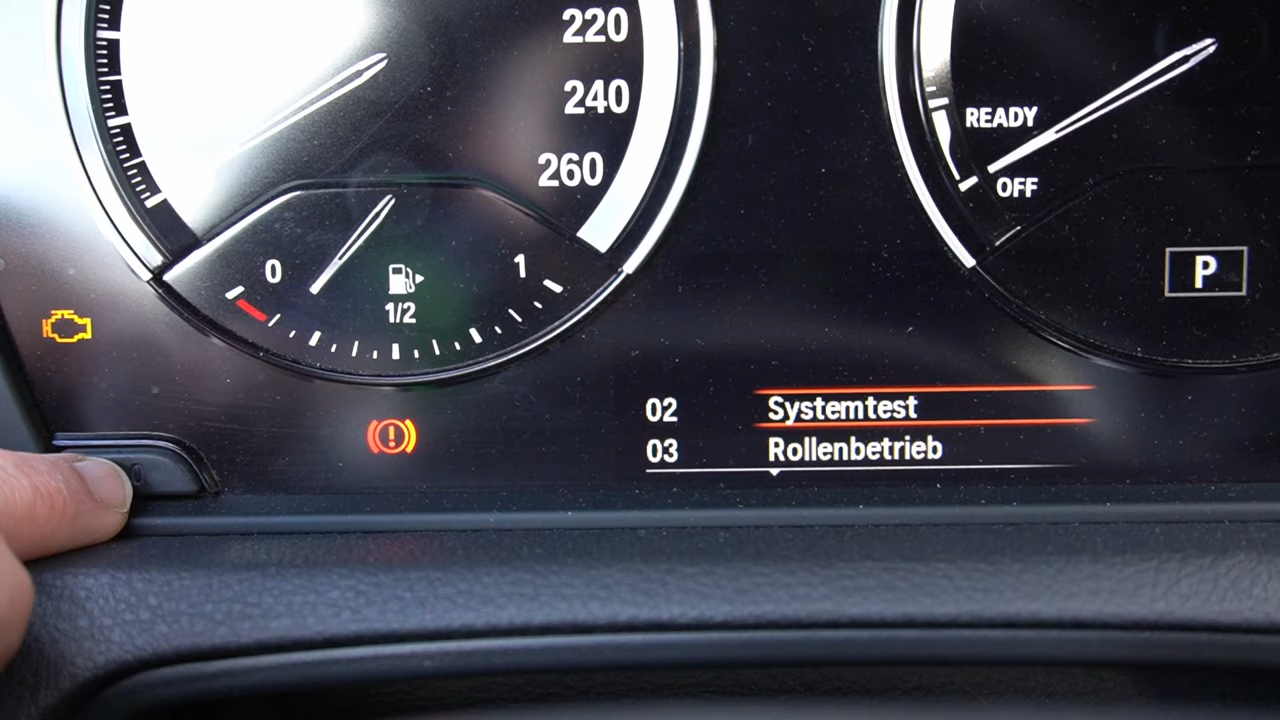 220
240
260
READY
OFF
0
1
1/2
P
02 Systemtest
03 Rollenbetrieb